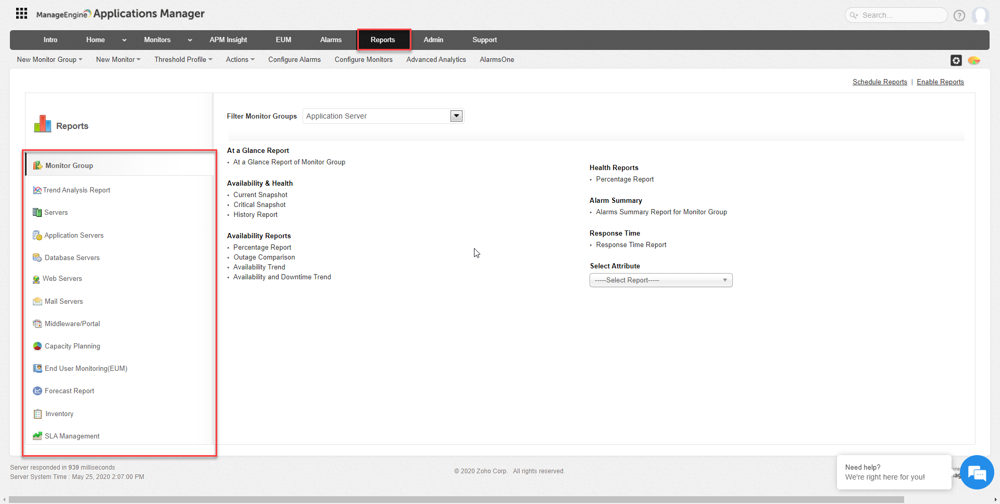 ManageEngine Applications Manager
Search...
?
Intro Home Monitors APM Insight EUM Alarms Reports Admin Support
New Monitor Group New Monitor Threshold Profile Actions Configure Alarms Configure Monitors Advanced Analytics AlarmsOne
Schedule Reports | Enable Reports
Reports
Monitor Group
Trend Analysis Report
Servers
Application Servers
Database Servers
Web Servers
Mail Servers
Middleware/Portal
Capacity Planning
End User Monitoring(EUM)
Forecast Report
Inventory
SLA Management
Filter Monitor Groups Application Server
At a Glance Report
• At a Glance Report of Monitor Group
Availability & Health
• Current Snapshot
• Critical Snapshot
• History Report
Availability Reports
• Percentage Report
• Outage Comparison
• Availability Trend
• Availability and Downtime Trend
Health Reports
• Percentage Report
Alarm Summary
• Alarms Summary Report for Monitor Group
Response Time
• Response Time Report
Select Attribute
-----Select Report-----
Server responded in 939 milliseconds
Server System Time : May 25, 2020 2:07:00 PM
© 2020 Zoho Corp. All rights reserved.
Need help?
We're right here for you!